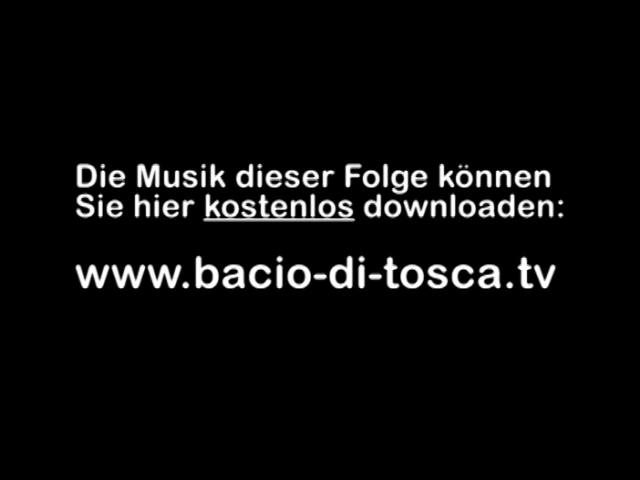 Die Musik dieser Folge können
Sie hier kostenlos downloaden:
www.bacio-di-tosca.tv